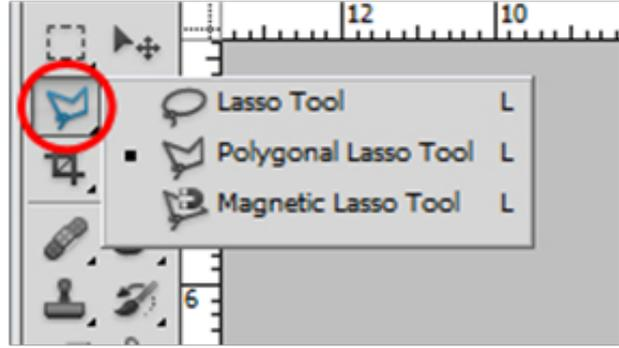 12 10
Lasso Tool L
Polygonal Lasso Tool L
Magnetic Lasso Tool L
6